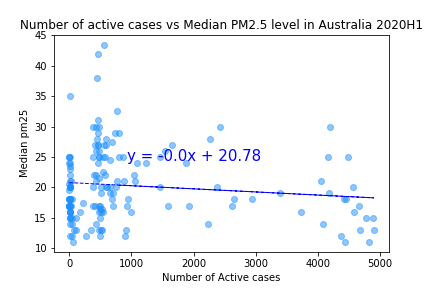 Number of active cases vs Median PM2.5 level in Australia 2020H1
45
40
35
30
25
20
15
10
Median pm25
y = -0.0x + 20.78
0 1000 2000 3000 4000 5000
Number of Active cases